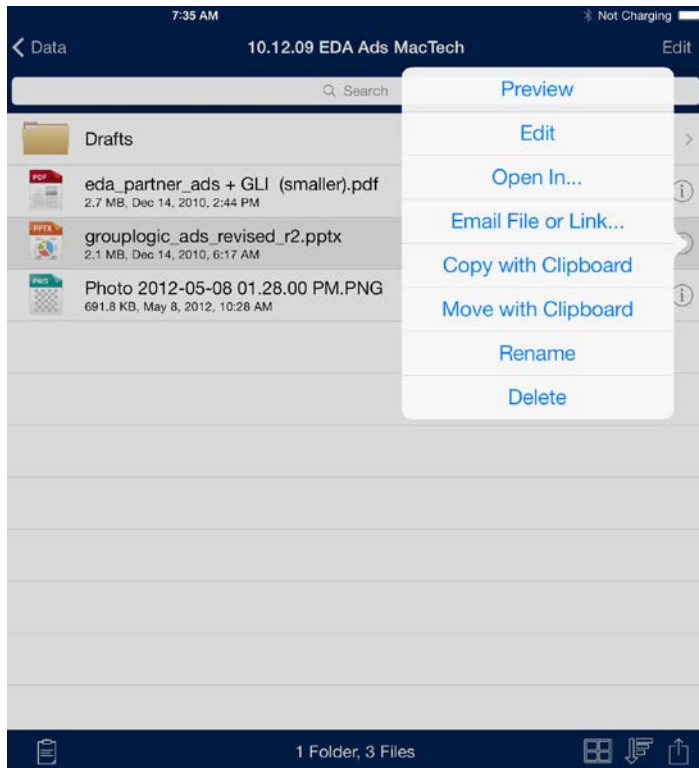 7:35 AM
Not Charging
Data
10.12.09 EDA Ads MacTech
Edit
Search
Preview
Edit
Open In...
Email File or Link...
Copy with Clipboard
Move with Clipboard
Rename
Delete
Drafts
PDF
eda_partner_ads + GLI (smaller).pdf
2.7 MB, Dec 14, 2010, 2:44 PM
PPTX
grouplogic_ads_revised_r2.pptx
2.1 MB, Dec 14, 2010, 6:17 AM
PNG
Photo 2012-05-08 01.28.00 PM.PNG
691.8 KB, May 8, 2012, 10:28 AM
1 Folder, 3 Files